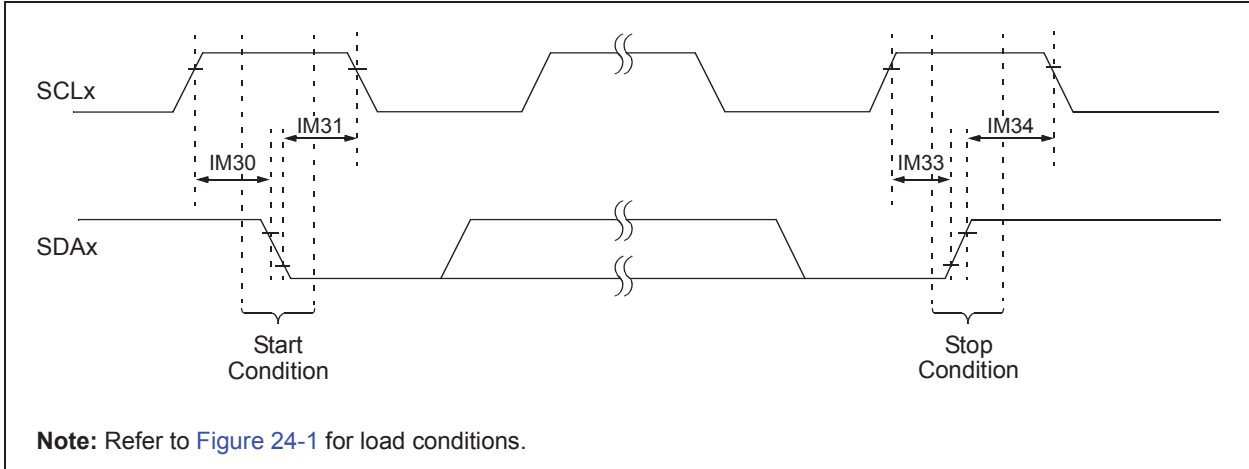 SCLx
IM31
IM34
IM30
IM33
SDAx
Start
Condition
Stop
Condition
Note: Refer to Figure 24-1 for load conditions.